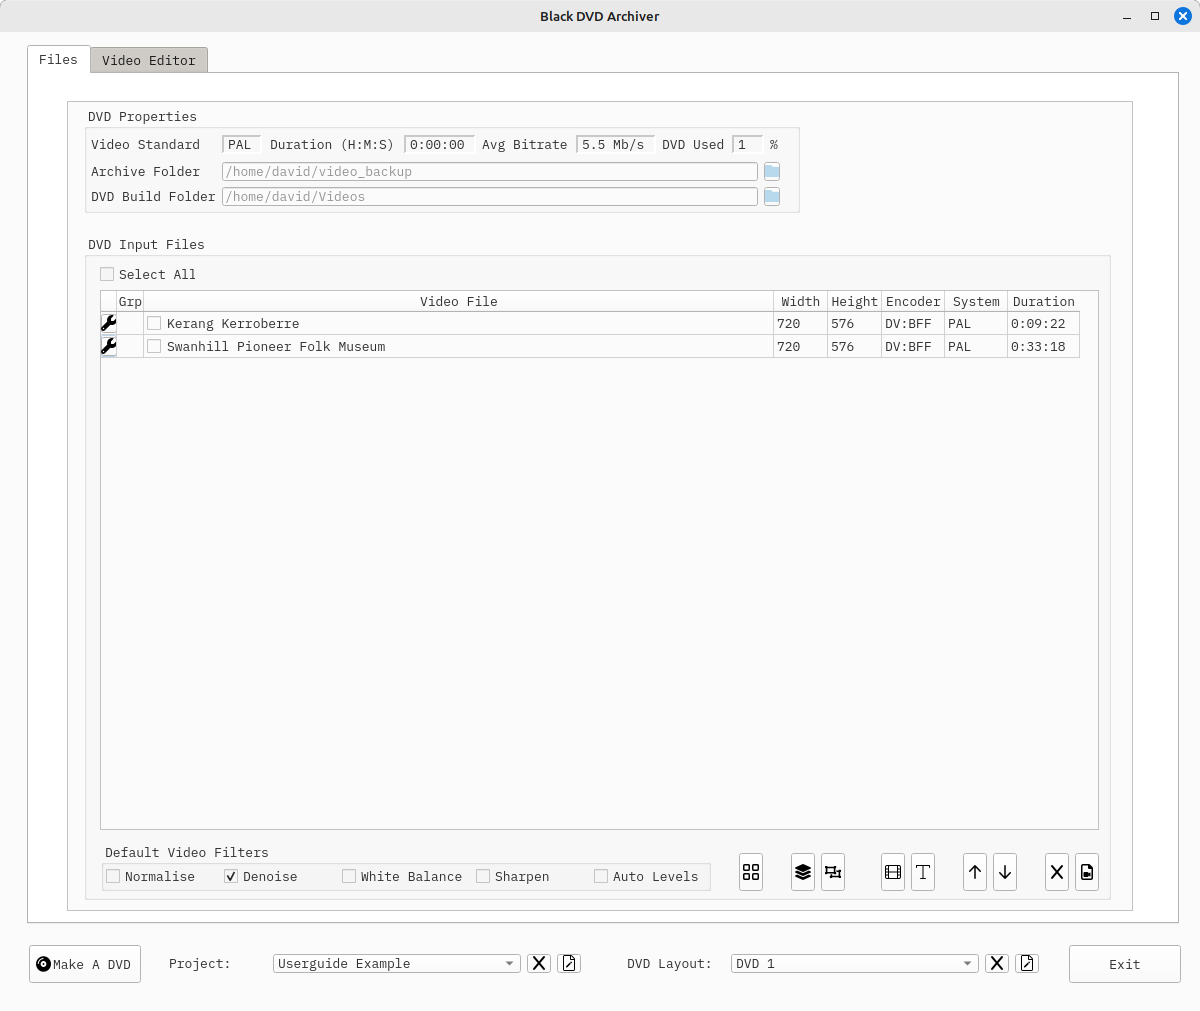 Black DVD Archiver
Files Video Editor
DVD Properties
Video Standard PAL Duration (H:M:S) 0:00:00 Avg Bitrate 5.5 Mb/s DVD Used 1 %
Archive Folder /home/david/video_backup
DVD Build Folder /home/david/Videos
DVD Input Files
Select All
Grp Video File Width Height Encoder System Duration
Kerang Kerroberre 720 576 DV:BFF PAL 0:09:22
Swanhill Pioneer Folk Museum 720 576 DV:BFF PAL 0:33:18
Default Video Filters
Normalise Denoise White Balance Sharpen Auto Levels
Make A DVD Project: Userguide Example DVD Layout: DVD 1 Exit